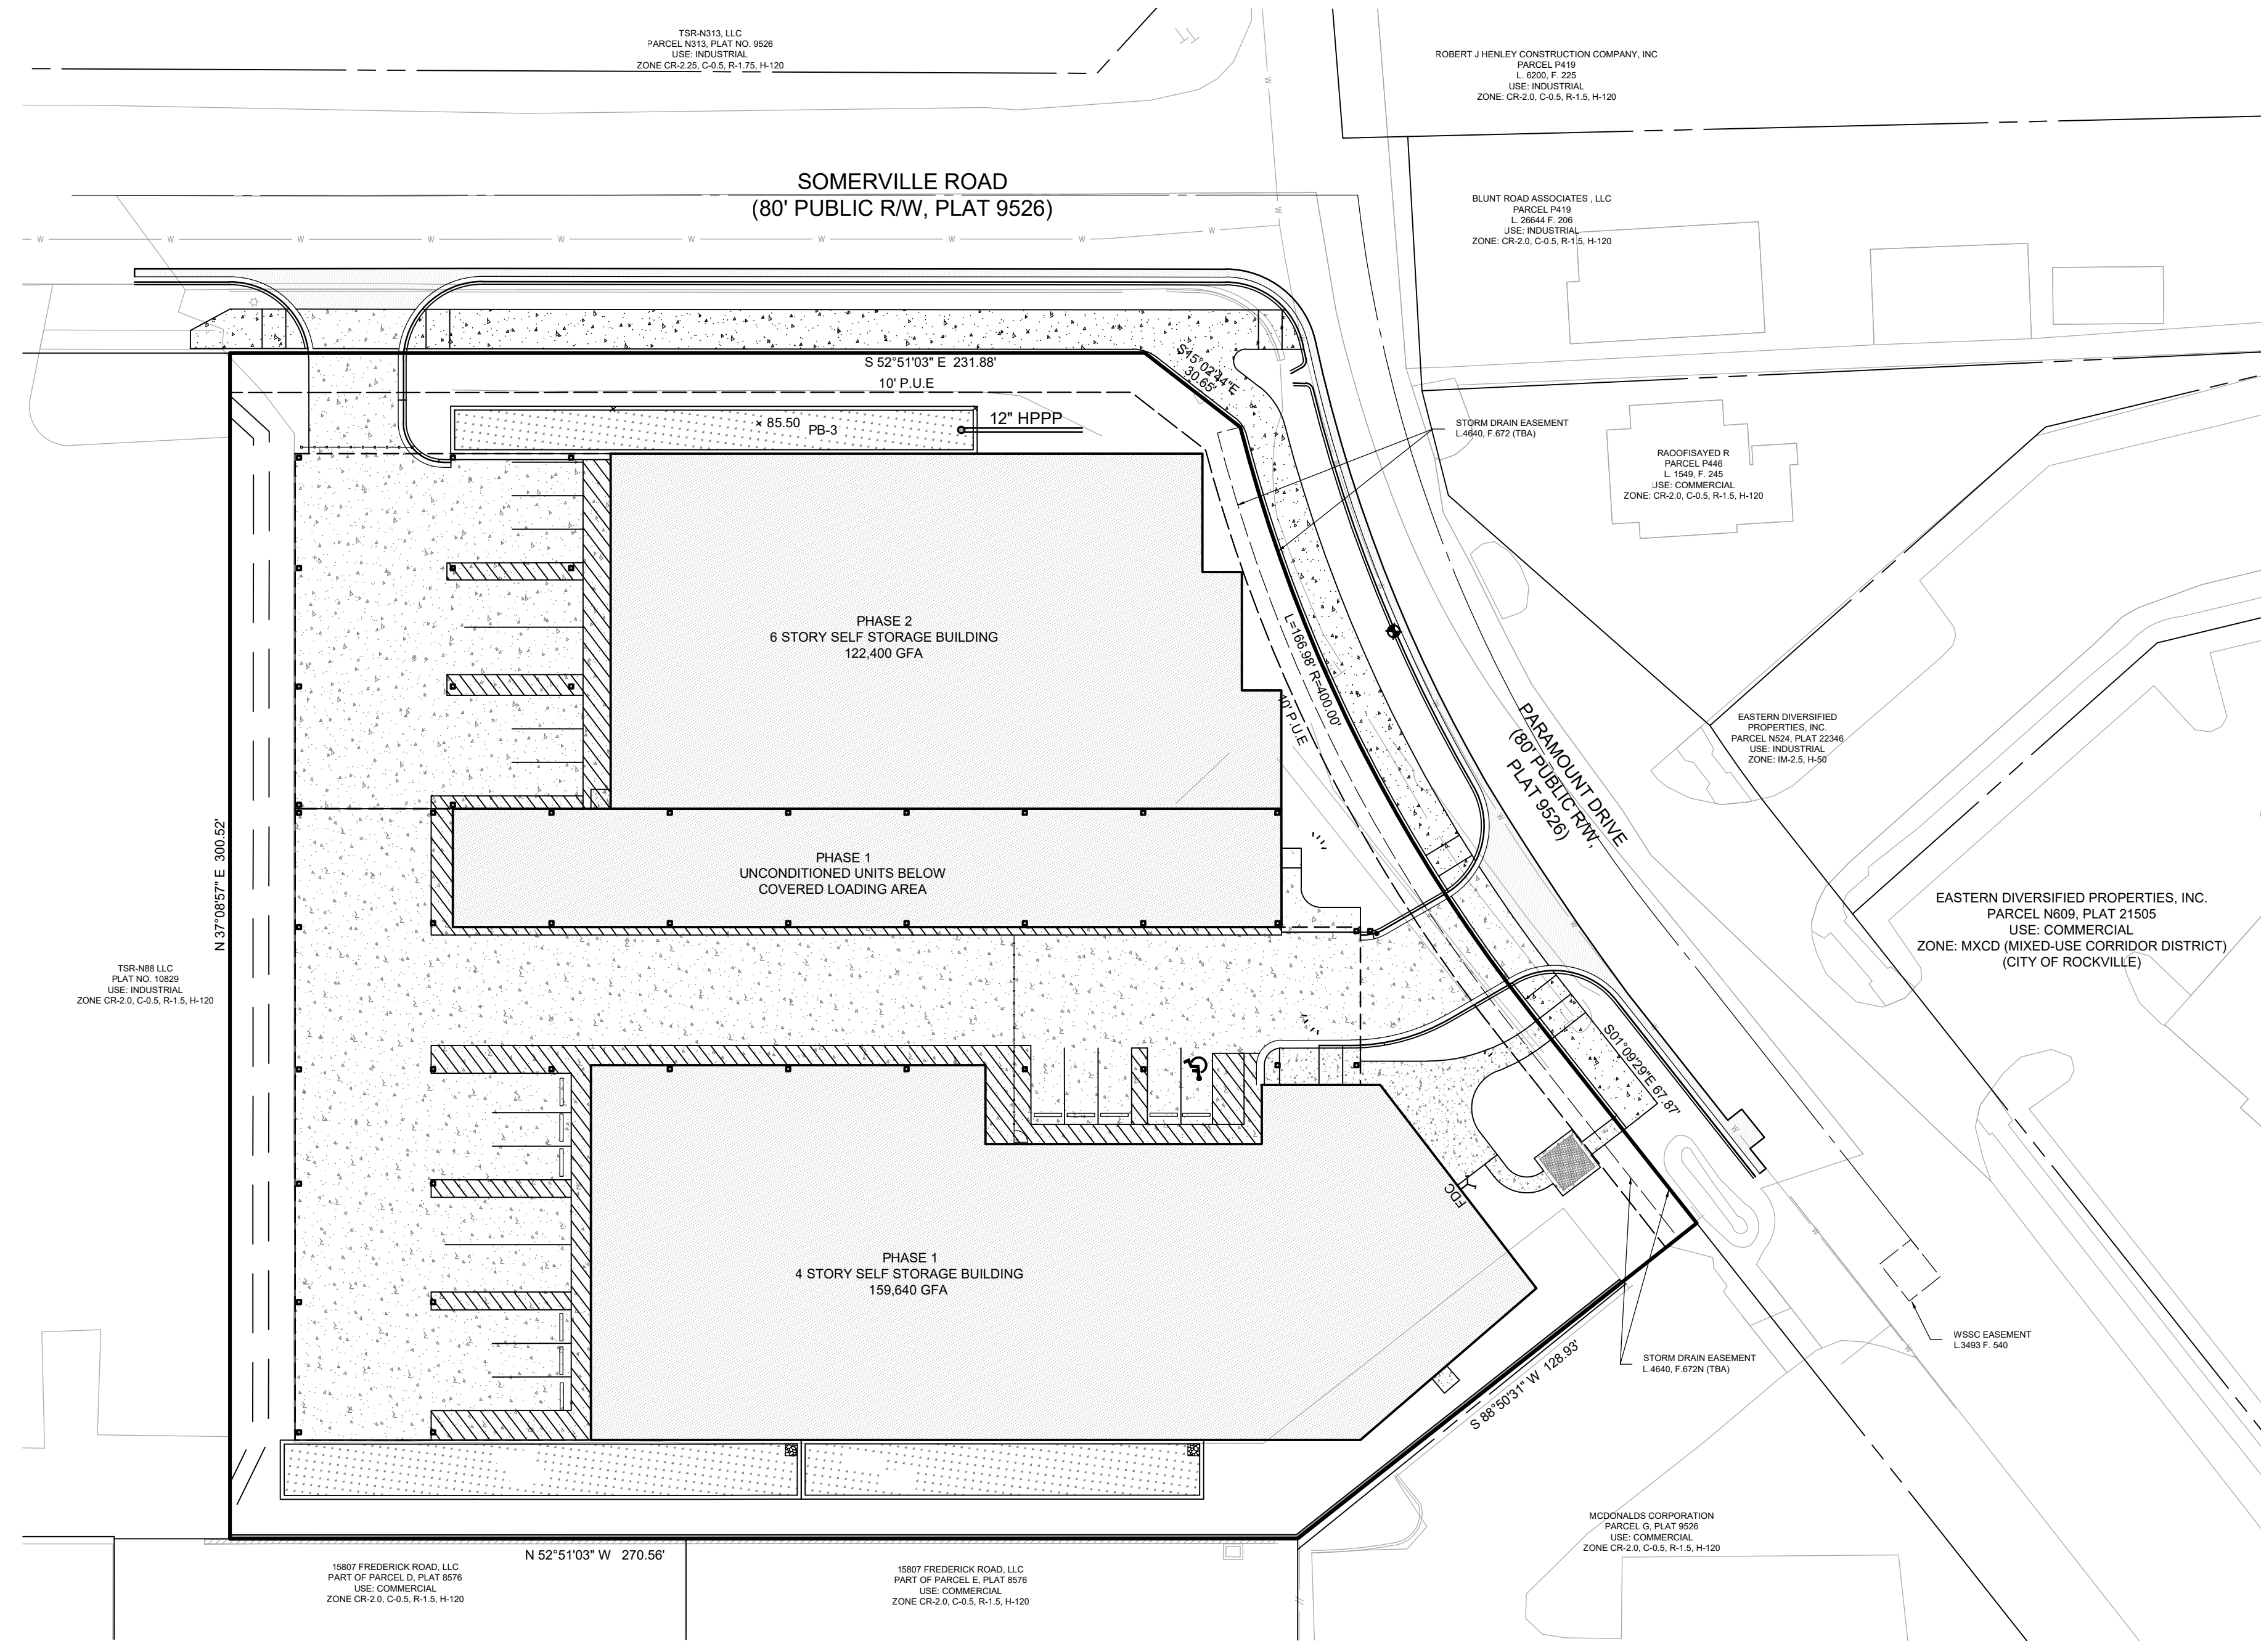 TSR-N313, LLC
PARCEL N313, PLAT NO. 9526
USE: INDUSTRIAL
ZONE CR-2.25, C-0.5, R-1.75, H-120
ROBERT J HENLEY CONSTRUCTION COMPANY, INC
PARCEL P419
L. 6200, F. 225
USE: INDUSTRIAL
ZONE: CR-2.0, C-0.5, R-1.5, H-120
SOMERVILLE ROAD
(80' PUBLIC R/W, PLAT 9526)
BLUNT ROAD ASSOCIATES , LLC
PARCEL P419
L. 26644 F. 206
USE: INDUSTRIAL
ZONE: CR-2.0, C-0.5, R-1.5, H-120
W W W W W W W W W W W W
S 52°51'03" E 231.88'
10' P.U.E
S15°02'44"E
30.65'
× 85.50 PB-3
12" HPPP
STORM DRAIN EASEMENT
L.4640, F.672 (TBA)
RAOOFISAYED R
PARCEL P446
L. 1549, F. 245
USE: COMMERCIAL
ZONE: CR-2.0, C-0.5, R-1.5, H-120
PHASE 2
6 STORY SELF STORAGE BUILDING
122,400 GFA
L=166.98' R=400.00'
10' P.U.E
PARAMOUNT DRIVE
(80' PUBLIC R/W,
PLAT 9526)
EASTERN DIVERSIFIED
PROPERTIES, INC.
PARCEL N524, PLAT 22346
USE: INDUSTRIAL
ZONE: IM-2.5, H-50
N 37°08'57" E 300.52'
PHASE 1
UNCONDITIONED UNITS BELOW
COVERED LOADING AREA
EASTERN DIVERSIFIED PROPERTIES, INC.
PARCEL N609, PLAT 21505
USE: COMMERCIAL
ZONE: MXCD (MIXED-USE CORRIDOR DISTRICT)
(CITY OF ROCKVILLE)
TSR-N88 LLC
PLAT NO. 10829
USE: INDUSTRIAL
ZONE CR-2.0, C-0.5, R-1.5, H-120
S01°09'29"E 67.87'
FDC
PHASE 1
4 STORY SELF STORAGE BUILDING
159,640 GFA
WSSC EASEMENT
L.3493 F. 540
STORM DRAIN EASEMENT
L.4640, F.672N (TBA)
S 88°50'31" W 128.93'
MCDONALDS CORPORATION
PARCEL G, PLAT 9526
USE: COMMERCIAL
ZONE CR-2.0, C-0.5, R-1.5, H-120
N 52°51'03" W 270.56'
15807 FREDERICK ROAD, LLC
PART OF PARCEL D, PLAT 8576
USE: COMMERCIAL
ZONE CR-2.0, C-0.5, R-1.5, H-120
15807 FREDERICK ROAD, LLC
PART OF PARCEL E, PLAT 8576
USE: COMMERCIAL
ZONE CR-2.0, C-0.5, R-1.5, H-120